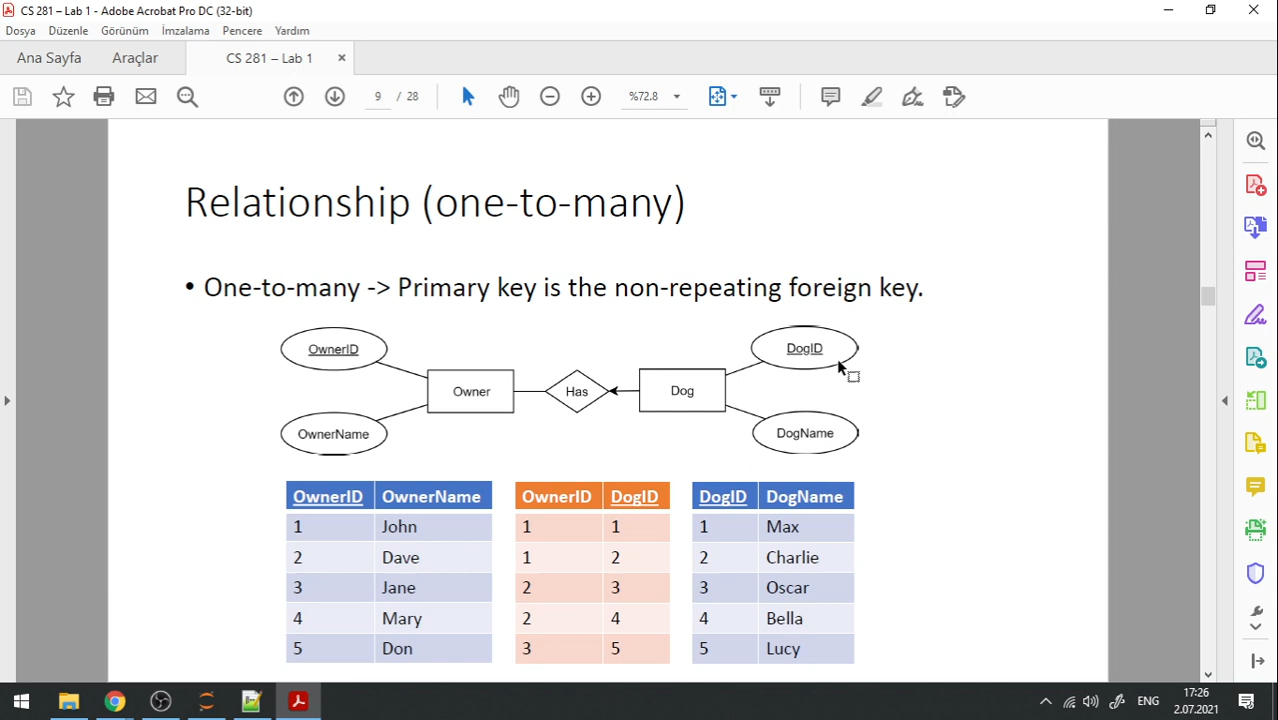 CS 281 – Lab 1 - Adobe Acrobat Pro DC (32-bit)
Dosya Düzenle Görünüm İmzalama Pencere Yardım
Ana Sayfa Araçlar CS 281 – Lab 1 ×
9 / 28 %72.8
Relationship (one-to-many)
• One-to-many -> Primary key is the non-repeating foreign key.
OwnerID DogID
Owner Has Dog
OwnerName DogName
OwnerID OwnerName OwnerID DogID DogID DogName
1 John 1 1 1 Max
2 Dave 1 2 2 Charlie
3 Jane 2 3 3 Oscar
4 Mary 2 4 4 Bella
5 Don 3 5 5 Lucy
ENG 17:26
2.07.2021